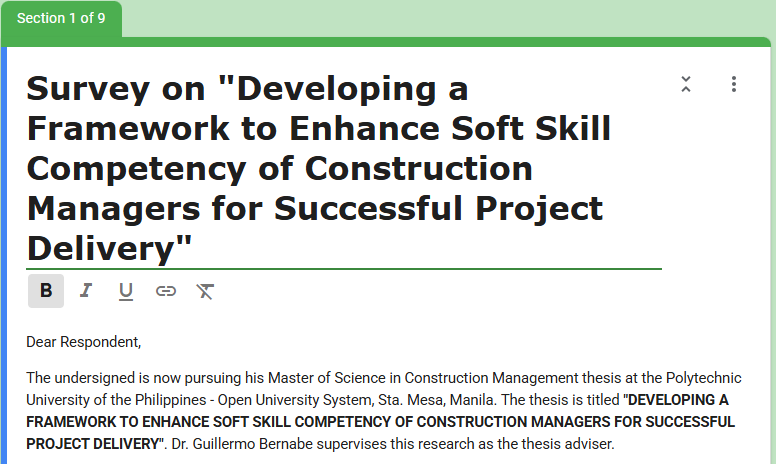 Section 1 of 9
Survey on "Developing a
Framework to Enhance Soft Skill
Competency of Construction
Managers for Successful Project
Delivery"
B I U
Dear Respondent,
The undersigned is now pursuing his Master of Science in Construction Management thesis at the Polytechnic
University of the Philippines - Open University System, Sta. Mesa, Manila. The thesis is titled "DEVELOPING A
FRAMEWORK TO ENHANCE SOFT SKILL COMPETENCY OF CONSTRUCTION MANAGERS FOR SUCCESSFUL
PROJECT DELIVERY". Dr. Guillermo Bernabe supervises this research as the thesis adviser.